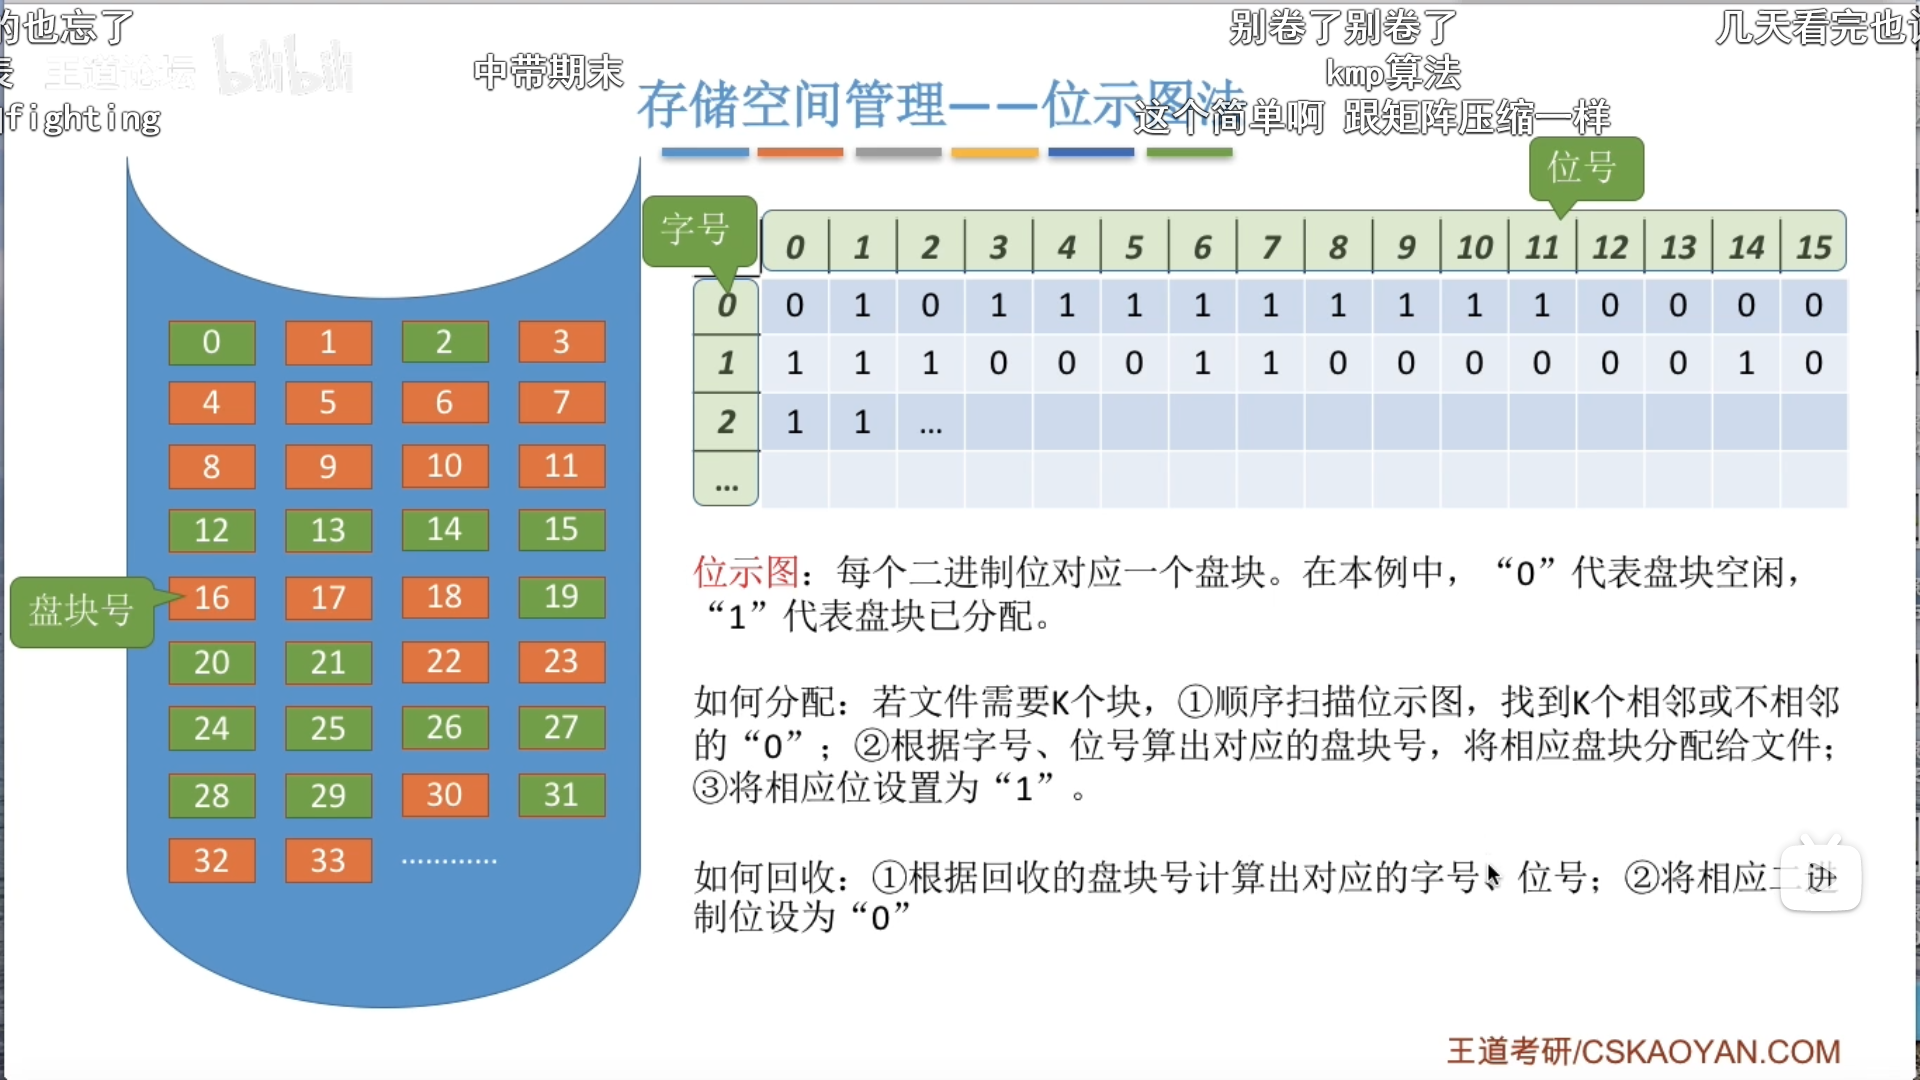 的也忘了
别卷了别卷了
几天看完也
王道论坛 bilibili
中带期末
kmp算法
fighting
这个简单啊 跟矩阵压缩一样
存储空间管理——位示图法
位号
字号
0 1 2 3 4 5 6 7 8 9 10 11 12 13 14 15
0 0 1 0 1 1 1 1 1 1 1 1 1 0 0 0 0
1 1 1 1 0 0 0 1 1 0 0 0 0 0 0 1 0
2 1 1 ...
...
0 1 2 3
4 5 6 7
8 9 10 11
12 13 14 15
盘块号
16 17 18 19
20 21 22 23
24 25 26 27
28 29 30 31
32 33 …………
位示图：每个二进制位对应一个盘块。在本例中，“0”代表盘块空闲，
“1”代表盘块已分配。
如何分配：若文件需要K个块，①顺序扫描位示图，找到K个相邻或不相邻
的“0”；②根据字号、位号算出对应的盘块号，将相应盘块分配给文件；
③将相应位设置为“1”。
如何回收：①根据回收的盘块号计算出对应的字号、位号；②将相应二进
制位设为“0”
王道考研/CSKAOYAN.COM